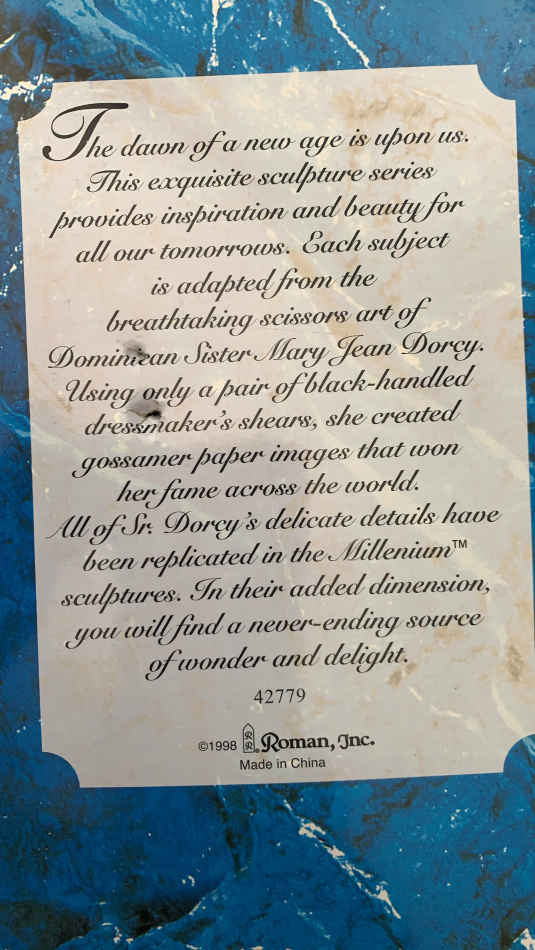 The dawn of a new age is upon us.
This exquisite sculpture series
provides inspiration and beauty for
all our tomorrows. Each subject
is adapted from the
breathtaking scissors art of
Dominican Sister Mary Jean Dorcy.
Using only a pair of black-handled
dressmaker's shears, she created
gossamer paper images that won
her fame across the world.
All of Sr. Dorcy's delicate details have
been replicated in the Millenium™
sculptures. In their added dimension,
you will find a never-ending source
of wonder and delight.
42779
©1998 RR® Roman, Inc.
Made in China